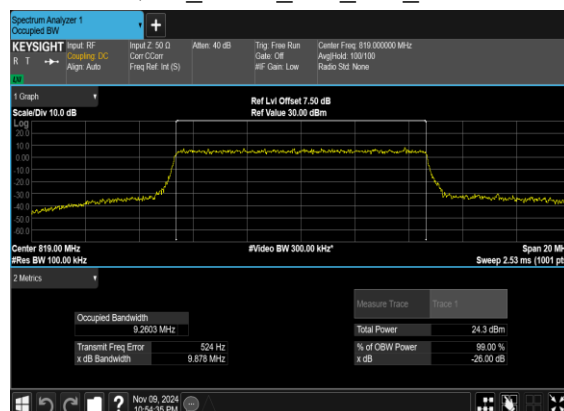 Spectrum Analyzer 1
Occupied BW
+
KEYSIGHT Input: RF Input Z: 50 Ω Atten: 40 dB Trig: Free Run Center Freq: 819.000000 MHz
R T Coupling: DC Corr CCorr Gate: Off Avg|Hold: 100/100
Align: Auto Freq Ref: Int (S) #IF Gain: Low Radio Std: None
1 Graph
Ref Lvl Offset 7.50 dB
Scale/Div 10.0 dB Ref Value 30.00 dBm
Log
20.0
10.0
0.00
-10.0
-20.0
-30.0
-40.0
-50.0
-60.0
Center 819.00 MHz #Video BW 300.00 kHz* Span 20 MH
#Res BW 100.00 kHz Sweep 2.53 ms (1001 pt
2 Metrics
Measure Trace Trace 1
Occupied Bandwidth
9.2603 MHz
Total Power 24.3 dBm
Transmit Freq Error 524 Hz % of OBW Power 99.00 %
x dB Bandwidth 9.878 MHz x dB -26.00 dB
? Nov 09, 2024
10:54:35 PM